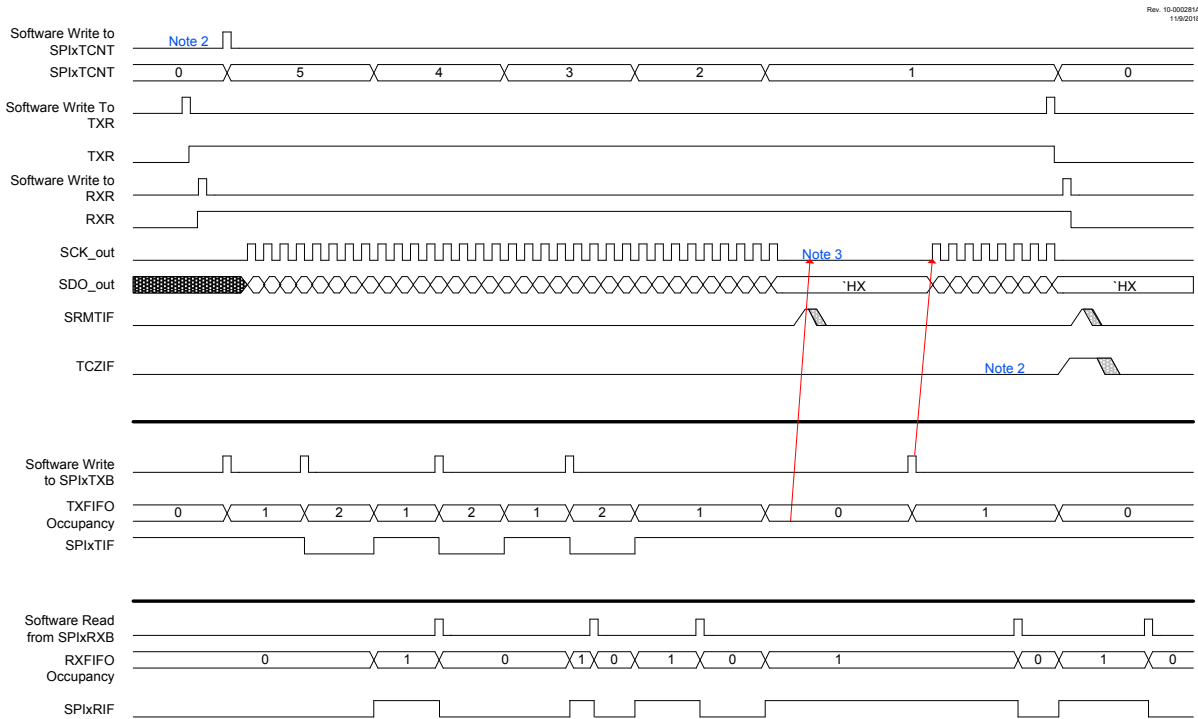 Rev. 10-000281A
11/9/2018
Software Write to
SPIxTCNT
Note 2
SPIxTCNT
0 5 4 3 2 1 0
Software Write To
TXR
TXR
Software Write to
RXR
RXR
SCK_out
Note 3
SDO_out
`HX `HX
SRMTIF
TCZIF
Note 2
Software Write
to SPIxTXB
TXFIFO
Occupancy
0 1 2 1 2 1 2 1 0 1 0
SPIxTIF
Software Read
from SPIxRXB
RXFIFO
Occupancy
0 1 0 1 0 1 0 1 0 1 0
SPIxRIF